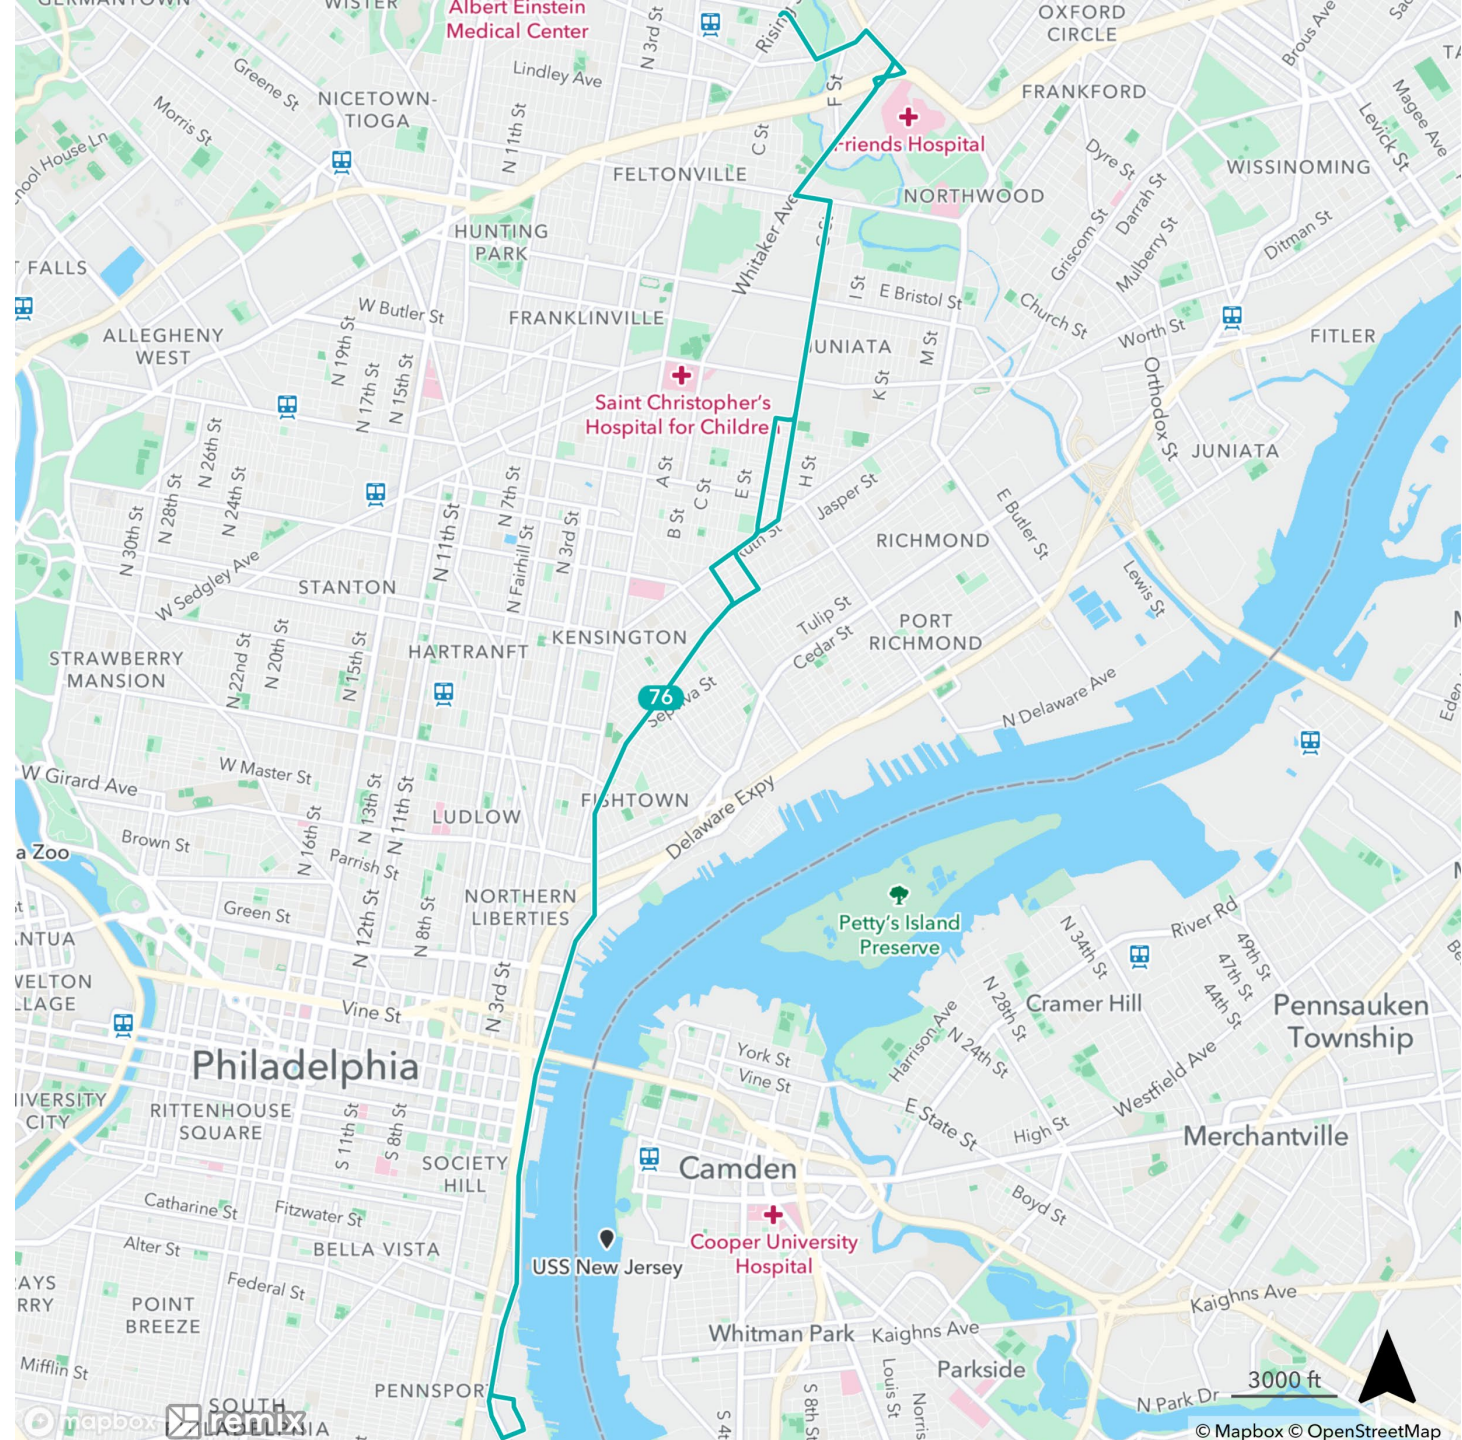 GERMANTOWN
WISTER
Albert Einstein
Medical Center
N 3rd St
Rising
OXFORD
CIRCLE
Brous Ave
Greene St
Lindley Ave
F St
FRANKFORD
Magee Ave
Levick St
NICETOWN-
TIOGA
Morris St
N 11th St
C St
Friends Hospital
Dyre St
WISSINOMING
FELTONVILLE
NORTHWOOD
Darrah St
Griscom St
Mulberry St
Ditman St
Whitaker Ave
HUNTING
PARK
FALLS
I St
E Bristol St
Church St
Worth St
FITLER
W Butler St
FRANKLINVILLE
ALLEGHENY
WEST
N 19th St
N 17th St
N 15th St
JUNIATA
M St
K St
Orthodox St
Saint Christopher's
Hospital for Children
JUNIATA
N 26th St
N 28th St
N 24th St
N 30th St
A St
C St
E St
H St
B St
Jasper St
N 7th St
N 3rd St
N 11th St
N Fairhill St
Ruth St
RICHMOND
E Butler St
Lewis St
W Sedgley Ave
STANTON
Tulip St
Cedar St
PORT
RICHMOND
KENSINGTON
HARTRANFT
STRAWBERRY
MANSION
N 22nd St
N 20th St
N 15th St
76
N Delaware Ave
W Girard Ave
W Master St
FISHTOWN
Delaware Expy
N 13th St
N 11th St
N 16th St
LUDLOW
Brown St
Parrish St
a Zoo
NORTHERN
LIBERTIES
Green St
N 12th St
N 8th St
Petty's Island
Preserve
River Rd
N 34th St
49th St
47th St
44th St
N 28th St
N 24th St
Harrison Ave
Cramer Hill
Pennsauken
Township
N 3rd St
Vine St
Philadelphia
York St
Vine St
Westfield Ave
E State St
High St
Merchantville
RITTENHOUSE
SQUARE
CITY
S 11th St
S 8th St
SOCIETY
HILL
Camden
Boyd St
Catharine St
Fitzwater St
Alter St
BELLA VISTA
Cooper University
Hospital
USS New Jersey
Federal St
POINT
BREEZE
Kaighns Ave
Whitman Park
Kaighns Ave
Mifflin St
PENNSPORT
Parkside
Louis St
S 8th St
N Park Dr
3000 ft
SOUTH
PHILADELPHIA
mapbox
remix
© Mapbox © OpenStreetMap